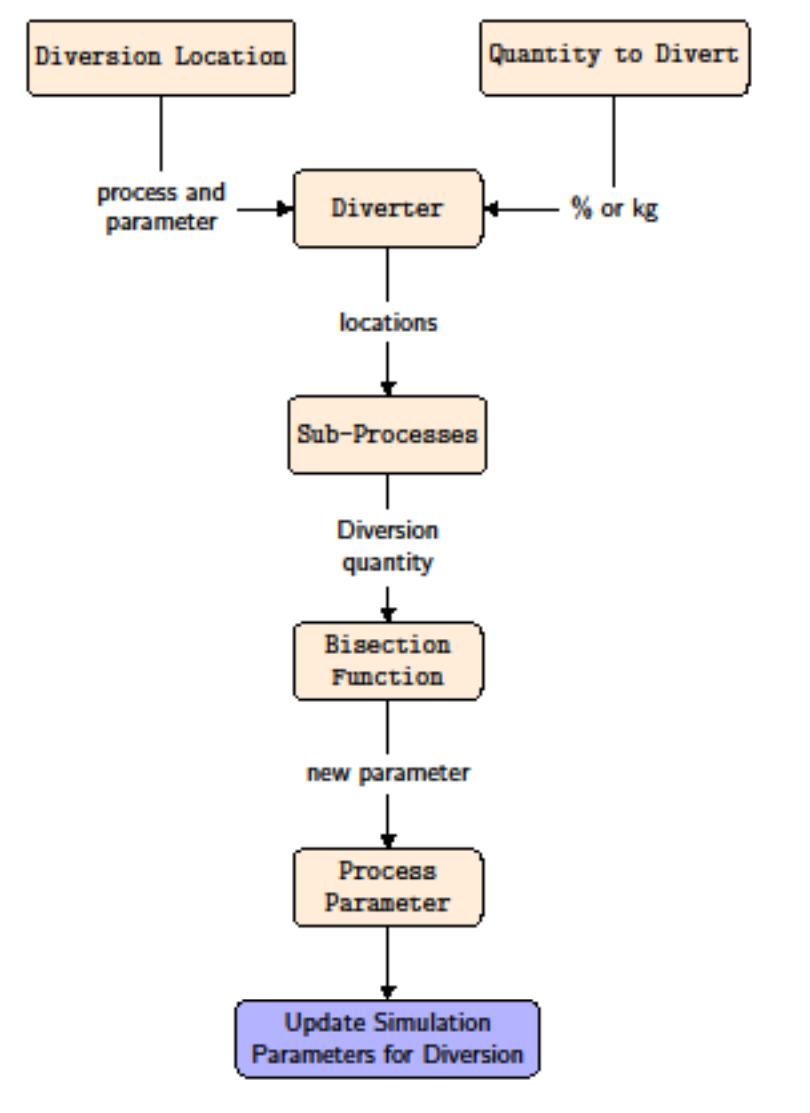 Diversion Location
Quantity to Divert
process and
parameter
Diverter
% or kg
locations
Sub-Processes
Diversion
quantity
Bisection
Function
new parameter
Process
Parameter
Update Simulation
Parameters for Diversion